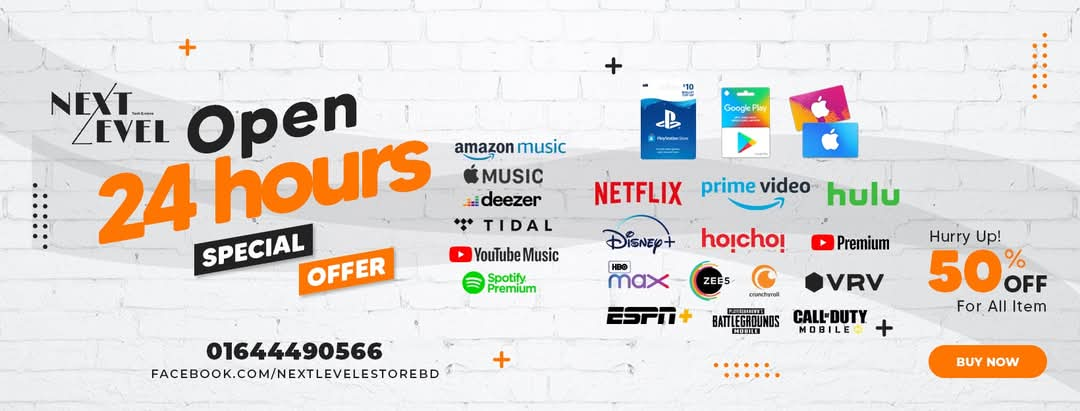 NEXT
LEVEL
Open
24 hours
SPECIAL
OFFER
01644490566
FACEBOOK.COM/NEXTLEVELESTOREBD
amazon music
MUSIC
deezer
TIDAL
YouTube Music
Spotify
Premium
$10
PlayStation Store
Google Play
NETFLIX
prime video
hulu
Disney+
hoichoi
Premium
HBO
max
ZEE5
crunchyroll
VRV
ESPN+
PLAYERUNKNOWN'S
BATTLEGROUNDS
MOBILE
CALL OF DUTY
MOBILE
Hurry Up!
50% OFF
For All Item
BUY NOW